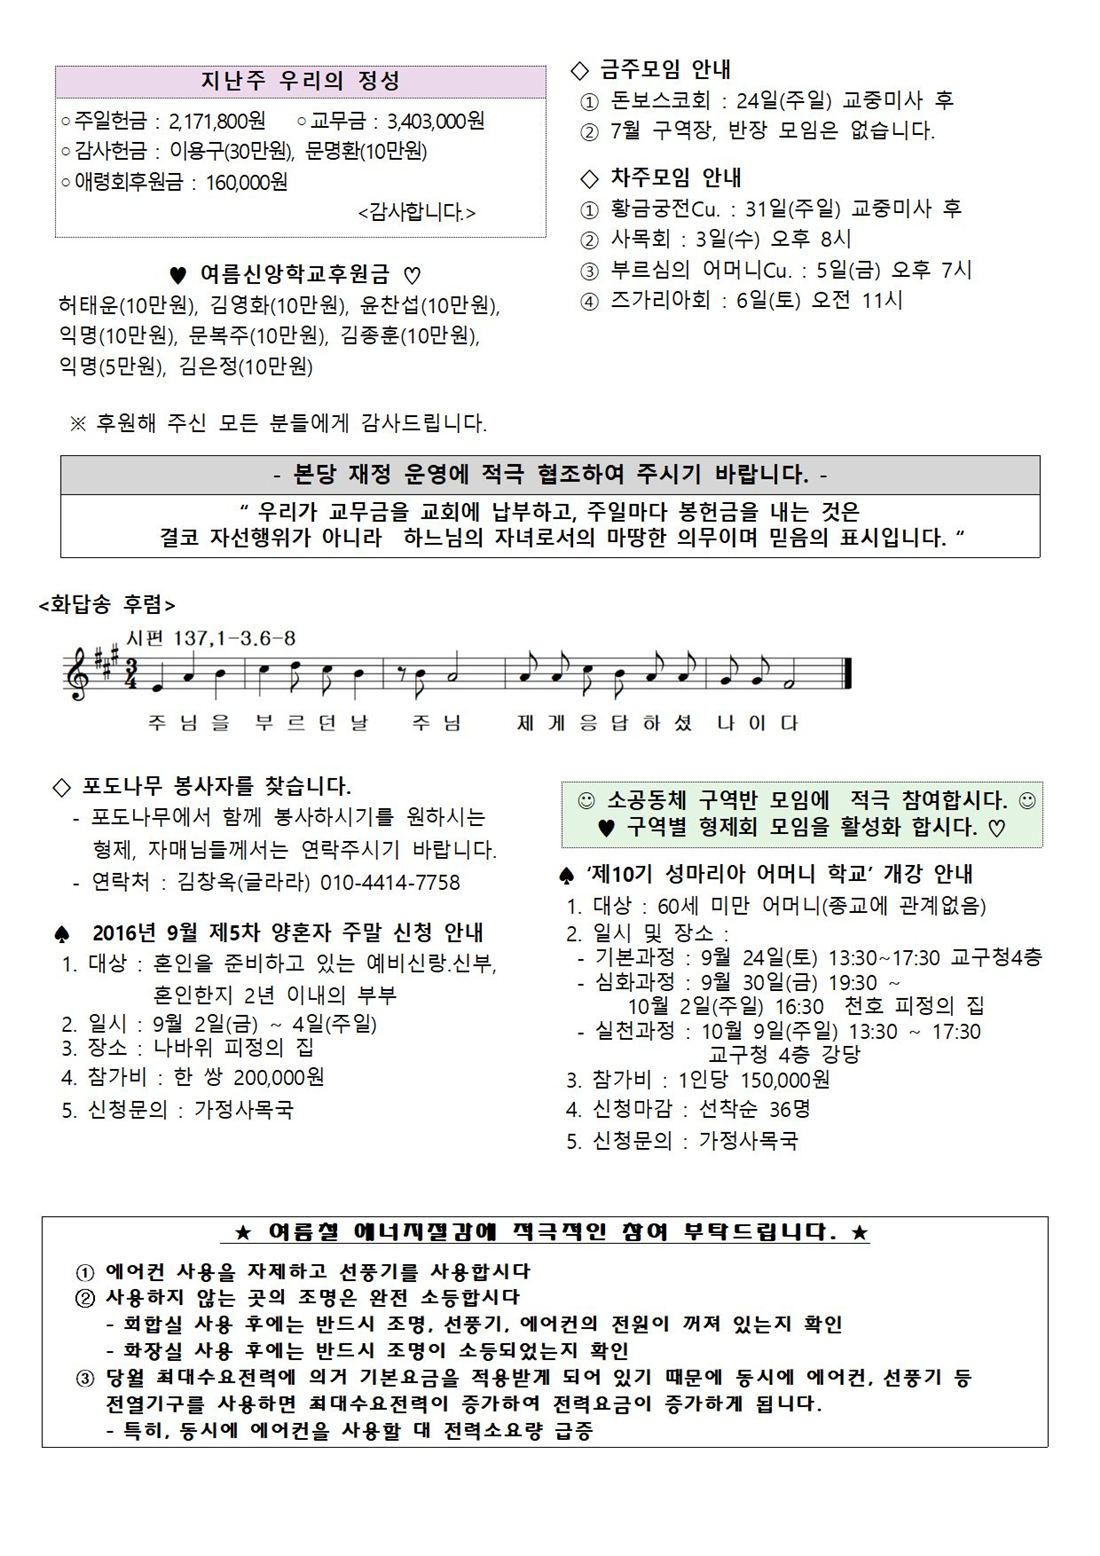 지난주 우리의 정성
○주일헌금 : 2,171,800원 ○교무금 : 3,403,000원
○감사헌금 : 이용구(30만원), 문명환(10만원)
○애령회후원금 : 160,000원
<감사합니다.>
♥ 여름신앙학교후원금 ♡
허태운(10만원), 김영화(10만원), 윤찬섭(10만원),
익명(10만원), 문복주(10만원), 김종훈(10만원),
익명(5만원), 김은정(10만원)
※ 후원해 주신 모든 분들에게 감사드립니다.
◇ 금주모임 안내
① 돈보스코회 : 24일(주일) 교중미사 후
② 7월 구역장, 반장 모임은 없습니다.
◇ 차주모임 안내
① 황금궁전Cu. : 31일(주일) 교중미사 후
② 사목회 : 3일(수) 오후 8시
③ 부르심의 어머니Cu. : 5일(금) 오후 7시
④ 즈가리아회 : 6일(토) 오전 11시
- 본당 재정 운영에 적극 협조하여 주시기 바랍니다. -
“ 우리가 교무금을 교회에 납부하고, 주일마다 봉헌금을 내는 것은
결코 자선행위가 아니라 하느님의 자녀로서의 마땅한 의무이며 믿음의 표시입니다. “
<화답송 후렴>
시편 137,1-3.6-8
3
4
주 님 을 부 르 던 날 주 님 제 게 응 답 하 셨 나 이 다
◇ 포도나무 봉사자를 찾습니다.
- 포도나무에서 함께 봉사하시기를 원하시는
형제, 자매님들께서는 연락주시기 바랍니다.
- 연락처 : 김창옥(글라라) 010-4414-7758
♠ 2016년 9월 제5차 양혼자 주말 신청 안내
1. 대상 : 혼인을 준비하고 있는 예비신랑.신부,
혼인한지 2년 이내의 부부
2. 일시 : 9월 2일(금) ~ 4일(주일)
3. 장소 : 나바위 피정의 집
4. 참가비 : 한 쌍 200,000원
5. 신청문의 : 가정사목국
☺ 소공동체 구역반 모임에 적극 참여합시다. ☺
♥ 구역별 형제회 모임을 활성화 합시다. ♡
♠ ‘제10기 성마리아 어머니 학교’ 개강 안내
1. 대상 : 60세 미만 어머니(종교에 관계없음)
2. 일시 및 장소 :
- 기본과정 : 9월 24일(토) 13:30~17:30 교구청4층
- 심화과정 : 9월 30일(금) 19:30 ~
10월 2일(주일) 16:30 천호 피정의 집
- 실천과정 : 10월 9일(주일) 13:30 ~ 17:30
교구청 4층 강당
3. 참가비 : 1인당 150,000원
4. 신청마감 : 선착순 36명
5. 신청문의 : 가정사목국
★ 여름철 에너지절감에 적극적인 참여 부탁드립니다. ★
① 에어컨 사용을 자제하고 선풍기를 사용합시다
② 사용하지 않는 곳의 조명은 완전 소등합시다
- 회합실 사용 후에는 반드시 조명, 선풍기, 에어컨의 전원이 꺼져 있는지 확인
- 화장실 사용 후에는 반드시 조명이 소등되었는지 확인
③ 당월 최대수요전력에 의거 기본요금을 적용받게 되어 있기 때문에 동시에 에어컨, 선풍기 등
전열기구를 사용하면 최대수요전력이 증가하여 전력요금이 증가하게 됩니다.
- 특히, 동시에 에어컨을 사용할 대 전력소요량 급증